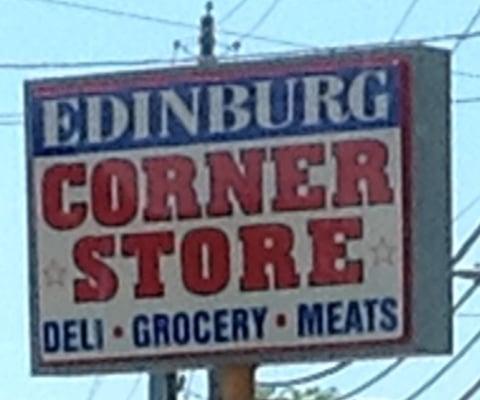 EDINBURG
CORNER
STORE
DELI • GROCERY • MEATS